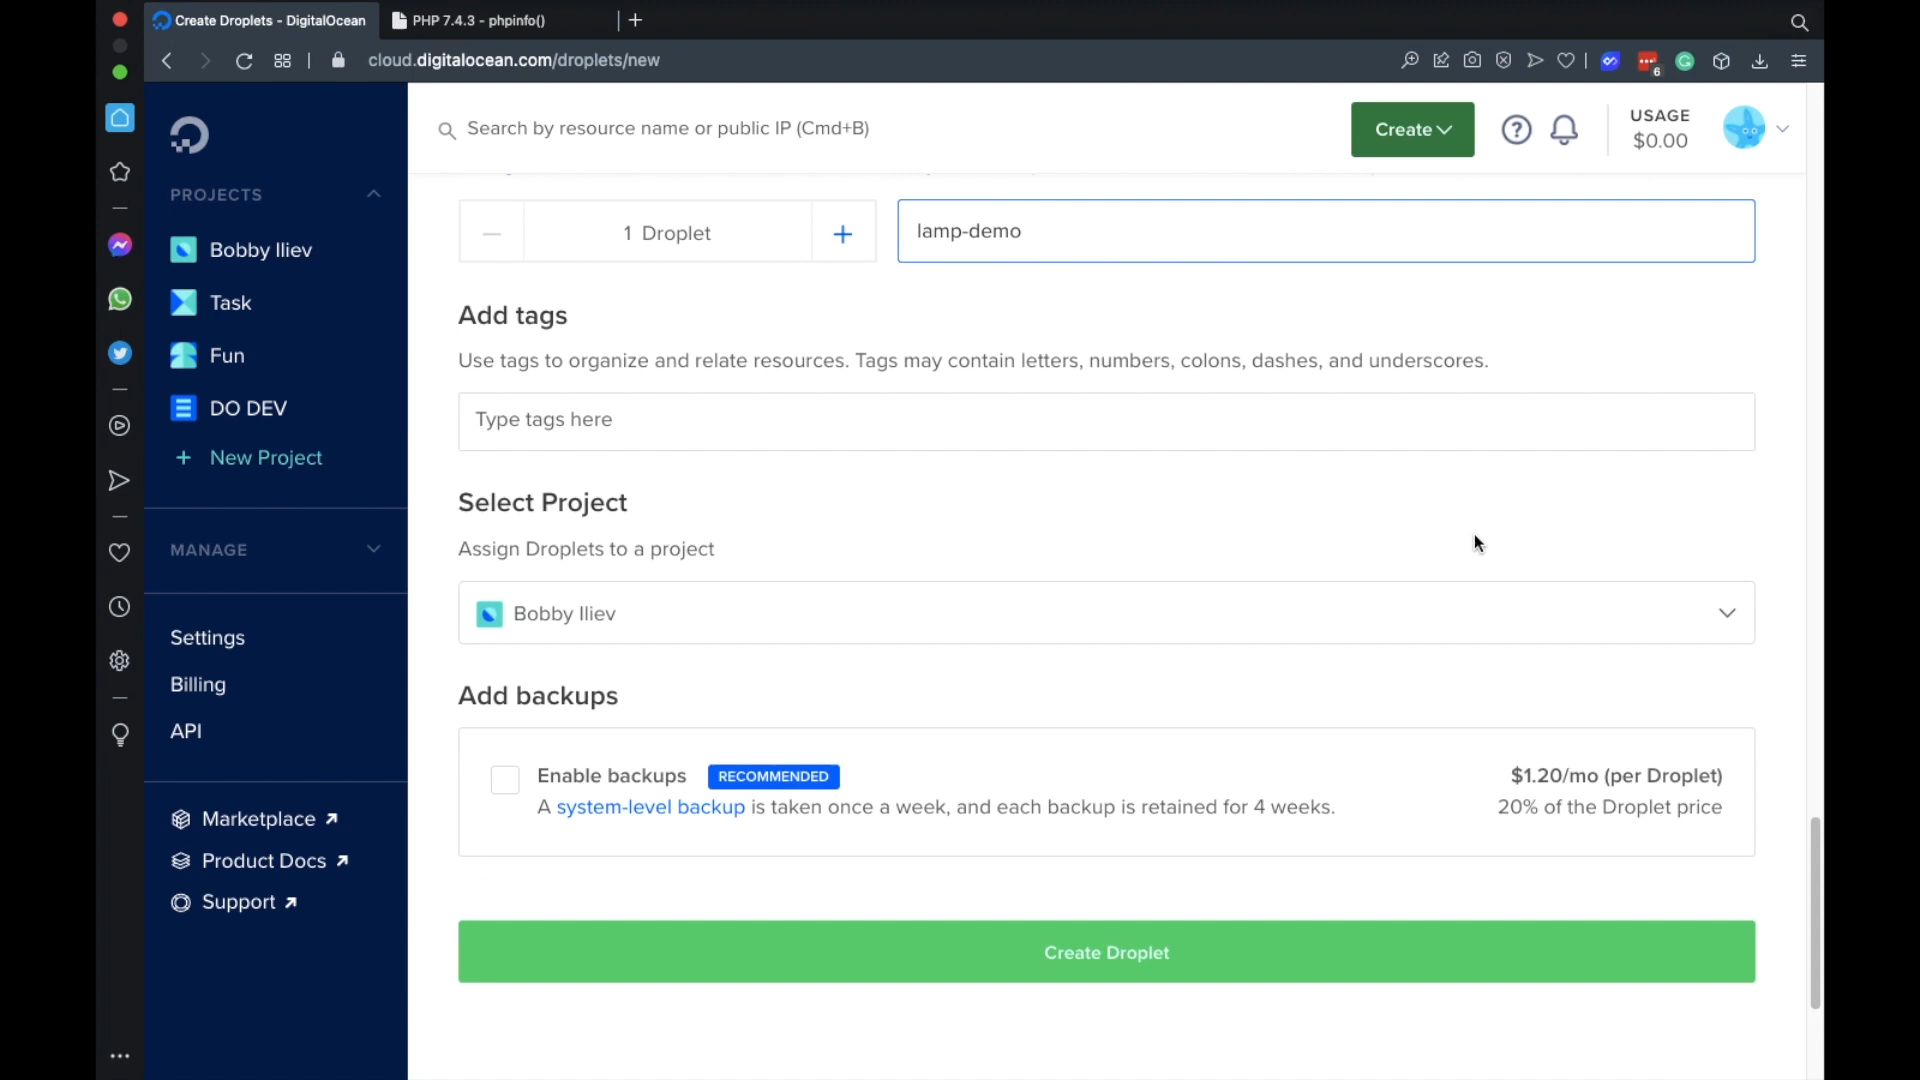 Create Droplets - DigitalOcean
PHP 7.4.3 - phpinfo()
cloud.digitalocean.com/droplets/new
6
Search by resource name or public IP (Cmd+B)
Create
USAGE
$0.00
PROJECTS
Bobby Iliev
Task
Fun
DO DEV
+ New Project
MANAGE
Settings
Billing
API
Marketplace
Product Docs
Support
1 Droplet
lamp-demo
Add tags
Use tags to organize and relate resources. Tags may contain letters, numbers, colons, dashes, and underscores.
Type tags here
Select Project
Assign Droplets to a project
Bobby Iliev
Add backups
Enable backups RECOMMENDED
$1.20/mo (per Droplet)
A system-level backup is taken once a week, and each backup is retained for 4 weeks.
20% of the Droplet price
Create Droplet